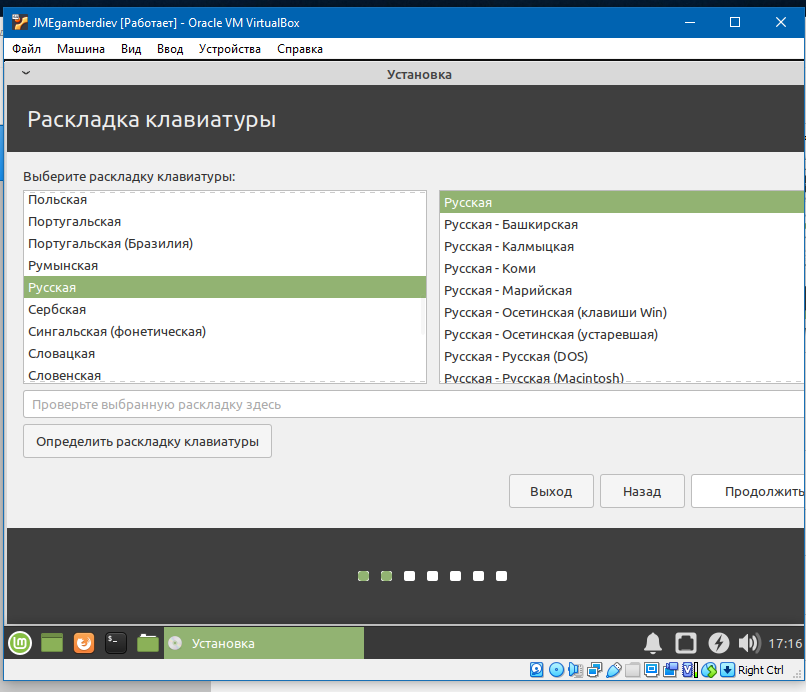 JMEgamberdiev [Работает] - Oracle VM VirtualBox
Файл Машина Вид Ввод Устройства Справка
Установка
Раскладка клавиатуры
Выберите раскладку клавиатуры:
Польская
Португальская
Португальская (Бразилия)
Румынская
Русская
Сербская
Сингальская (фонетическая)
Словацкая
Словенская
Русская
Русская - Башкирская
Русская - Калмыцкая
Русская - Коми
Русская - Марийская
Русская - Осетинская (клавиши Win)
Русская - Осетинская (устаревшая)
Русская - Русская (DOS)
Русская - Русская (Macintosh)
Проверьте выбранную раскладку здесь
Определить раскладку клавиатуры
Выход Назад Продолжить
Установка 17:16
Right Ctrl